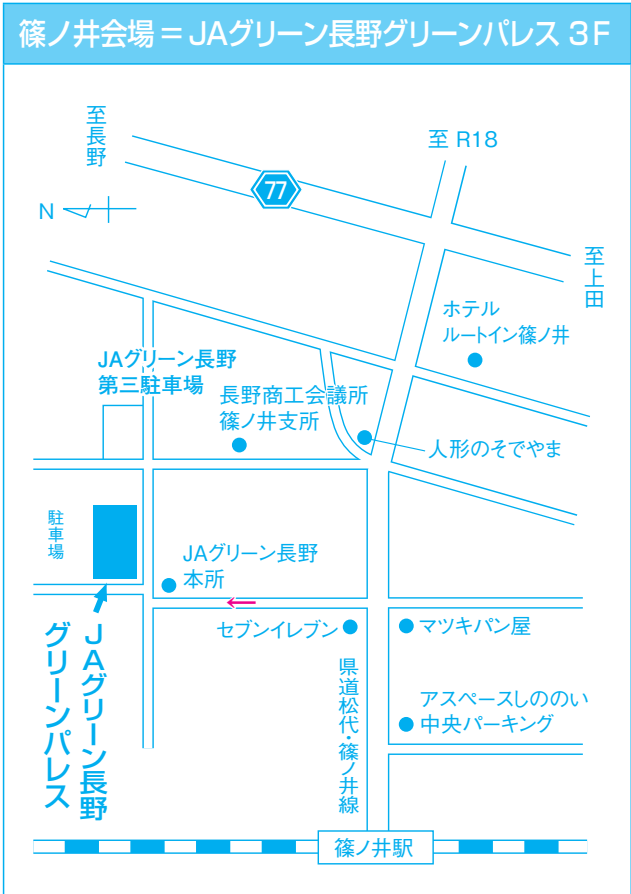 篠ノ井会場＝JAグリーン長野グリーンパレス 3F
至長野
至 R18
77
N
至上田
ホテル
ルートイン篠ノ井
JAグリーン長野
第三駐車場
長野商工会議所
篠ノ井支所
人形のそでやま
駐車場
JAグリーン長野
本所
セブンイレブン
マツキパン屋
JAグリーン長野
グリーンパレス
県道松代・篠ノ井線
アスペースしののい
中央パーキング
篠ノ井駅